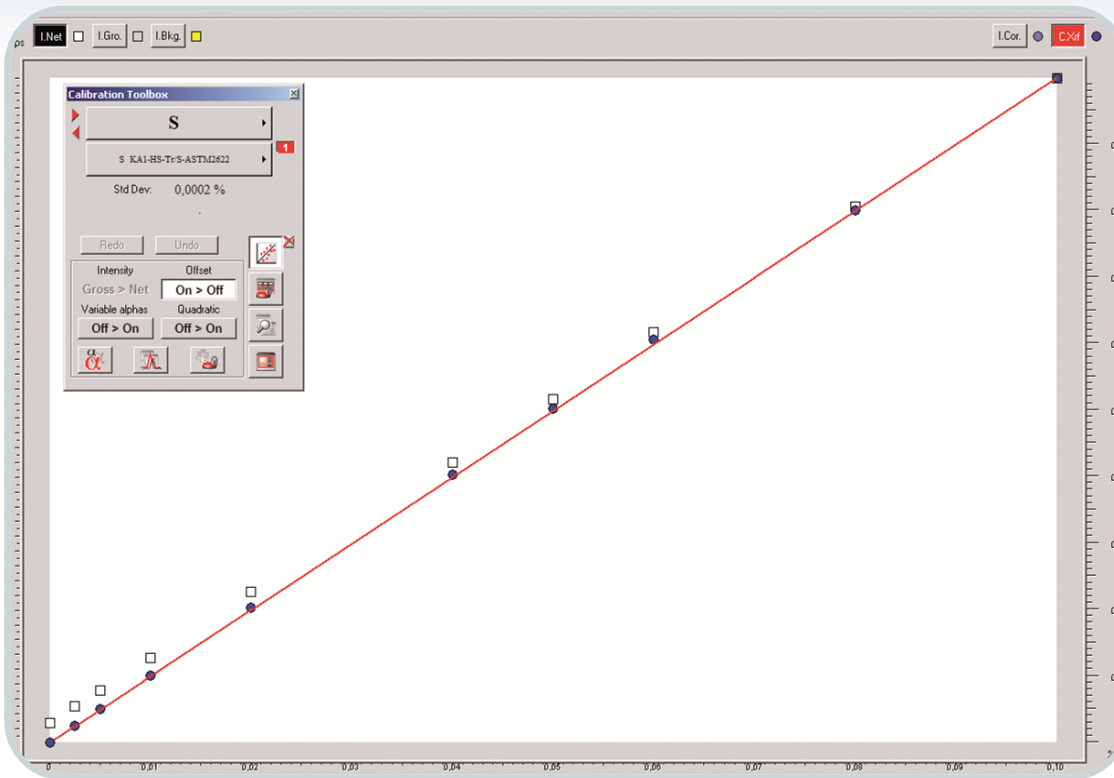 I.Net I.Gro. I.Bkg. I.Cor. C.Xrf
ps
Calibration Toolbox
S
S KA1-HS-Tr/S-ASTM2622 1
Std Dev: 0,0002 %
Redo Undo
Intensity Offset
Gross > Net On > Off
Variable alphas Quadratic
Off > On Off > On
α α
%
0 0,01 0,02 0,03 0,04 0,05 0,06 0,07 0,08 0,09 0,10